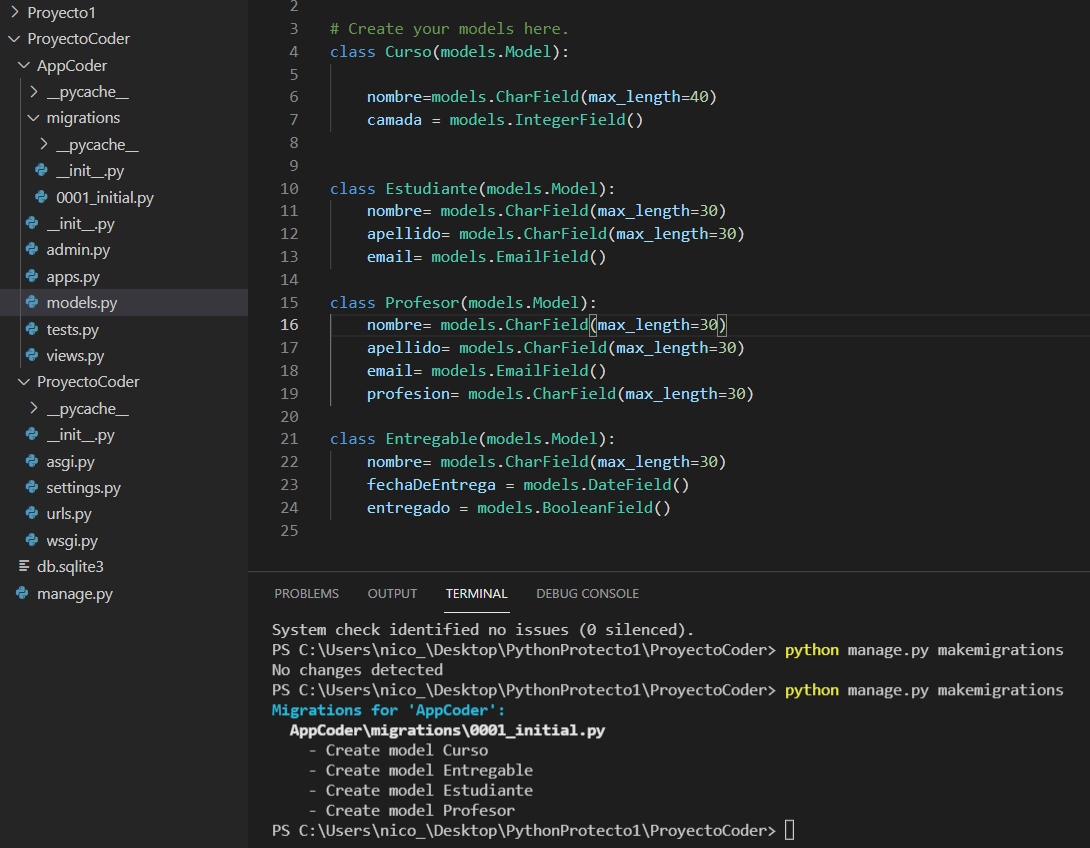 Proyecto1
ProyectoCoder
AppCoder
__pycache__
migrations
__pycache__
__init__.py
0001_initial.py
__init__.py
admin.py
apps.py
models.py
tests.py
views.py
ProyectoCoder
__pycache__
__init__.py
asgi.py
settings.py
urls.py
wsgi.py
db.sqlite3
manage.py
2
3 # Create your models here.
4 class Curso(models.Model):
5
6 nombre=models.CharField(max_length=40)
7 camada = models.IntegerField()
8
9
10 class Estudiante(models.Model):
11 nombre= models.CharField(max_length=30)
12 apellido= models.CharField(max_length=30)
13 email= models.EmailField()
14
15 class Profesor(models.Model):
16 nombre= models.CharField(max_length=30)
17 apellido= models.CharField(max_length=30)
18 email= models.EmailField()
19 profesion= models.CharField(max_length=30)
20
21 class Entregable(models.Model):
22 nombre= models.CharField(max_length=30)
23 fechaDeEntrega = models.DateField()
24 entregado = models.BooleanField()
25
PROBLEMS OUTPUT TERMINAL DEBUG CONSOLE
System check identified no issues (0 silenced).
PS C:\Users\nico_\Desktop\PythonProtecto1\ProyectoCoder> python manage.py makemigrations
No changes detected
PS C:\Users\nico_\Desktop\PythonProtecto1\ProyectoCoder> python manage.py makemigrations
Migrations for 'AppCoder':
AppCoder\migrations\0001_initial.py
- Create model Curso
- Create model Entregable
- Create model Estudiante
- Create model Profesor
PS C:\Users\nico_\Desktop\PythonProtecto1\ProyectoCoder>